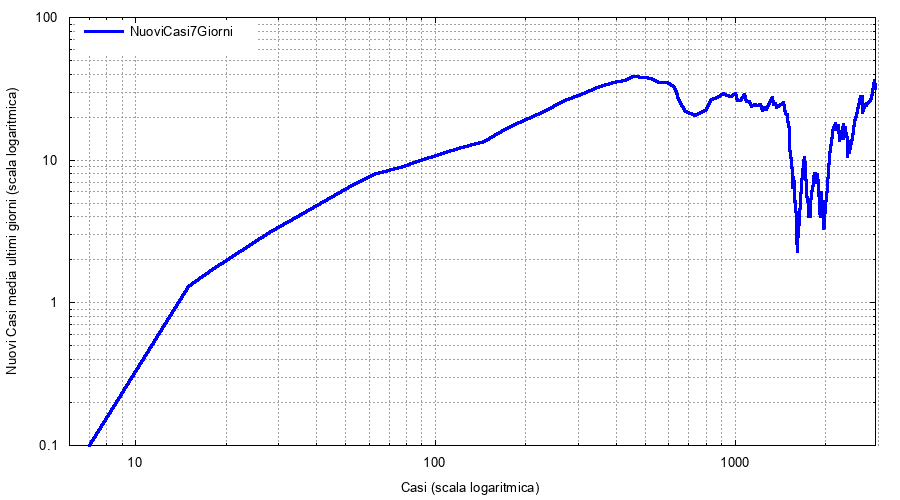 NuoviCasi7Giorni
100
10
1
0.1
Nuovi Casi media ultimi giorni (scala logaritmica)
10 100 1000
Casi (scala logaritmica)